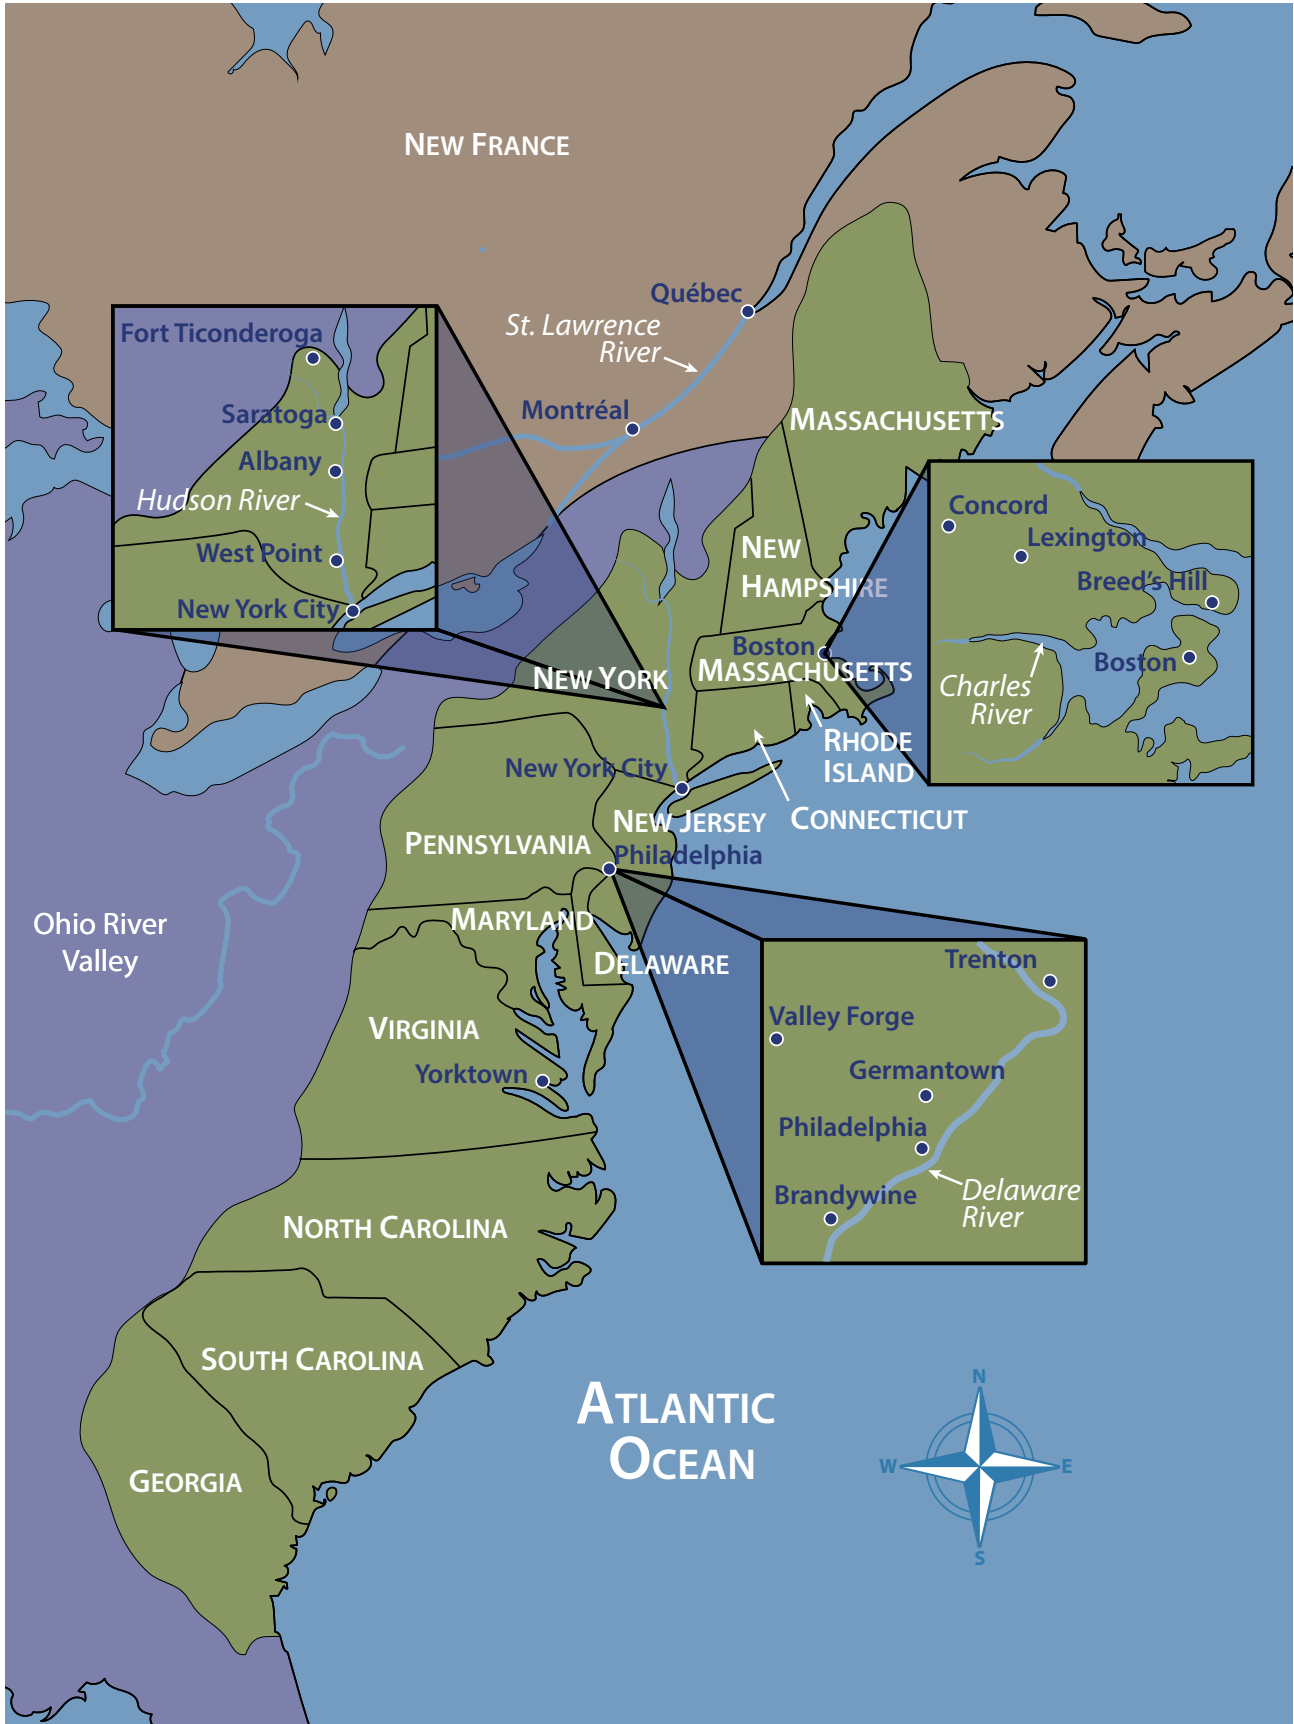 NEW FRANCE
Québec
St. Lawrence
River
Montréal
MASSACHUSETTS
Fort Ticonderoga
Saratoga
Albany
Hudson River
West Point
New York City
Concord
Lexington
Breed's Hill
Boston
Charles
River
NEW
HAMPSHIRE
Boston
MASSACHUSETTS
NEW YORK
RHODE
ISLAND
New York City
CONNECTICUT
NEW JERSEY
PENNSYLVANIA
Philadelphia
Ohio River
Valley
MARYLAND
DELAWARE
Trenton
Valley Forge
Germantown
Philadelphia
Brandywine
Delaware
River
VIRGINIA
Yorktown
NORTH CAROLINA
SOUTH CAROLINA
GEORGIA
ATLANTIC
OCEAN
N
W
E
S